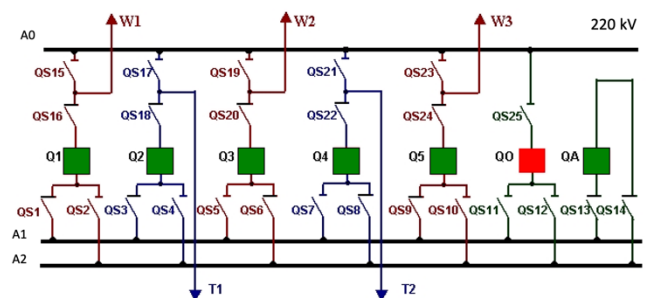 W1 W2 W3 220 kV
A0
QS15 QS17 QS19 QS21 QS23
QS16 QS18 QS20 QS22 QS24 QS25
Q1 Q2 Q3 Q4 Q5 QO QA
QS1 QS2 QS3 QS4 QS5 QS6 QS7 QS8 QS9 QS10 QS11 QS12 QS13 QS14
A1
A2
T1 T2